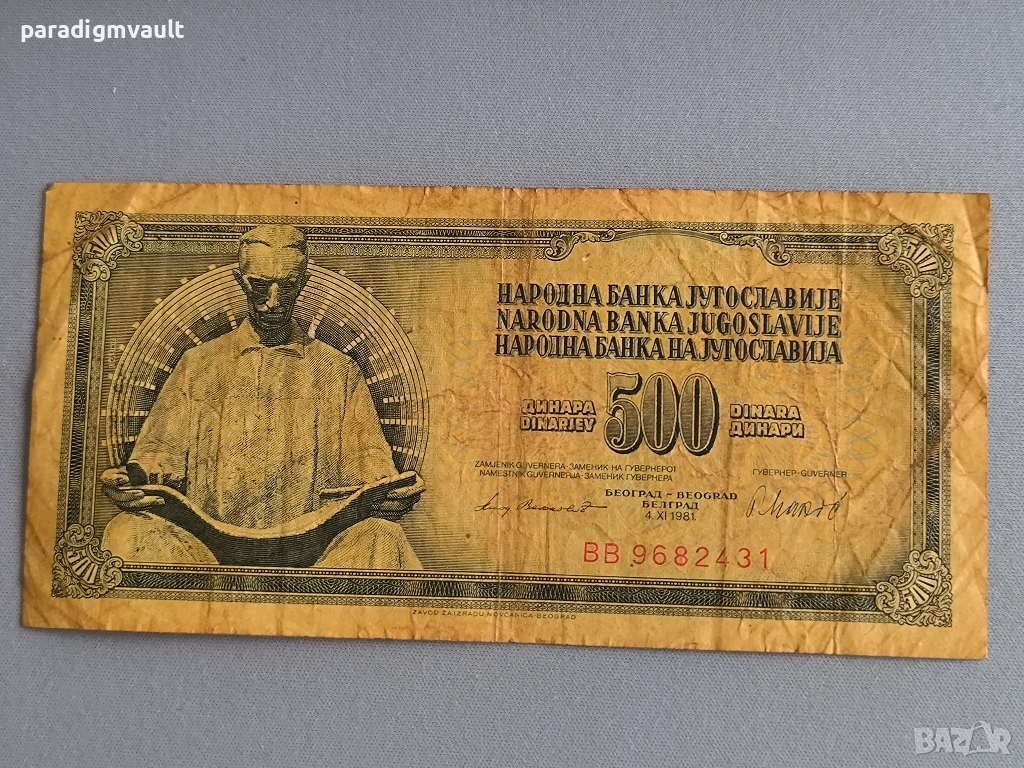 paradigmvault
НАРОДНА БАНКА ЈУГОСЛАВИЈЕ
NARODNA BANKA JUGOSLAVIJE
НАРОДНА БАНКА НА ЈУГОСЛАВИЈА
ДИНАРА 500 DINARA
DINARJEV ДИНАРИ
ZAMJENIK GUVERNERA-ЗАМЕНИК НА ГУВЕРНЕРОТ ГУВЕРНЕР-GUVERNER
NAMESTNIK GUVERNERJA-ЗАМЕНИК ГУВЕРНЕРА
БЕОГРАД-BEOGRAD
БЕЛГРАД
4. XI 1981.
BB 9682431
ZAVOD ZA IZRADU NOVČANICA-BEOGRAD
BAZAR